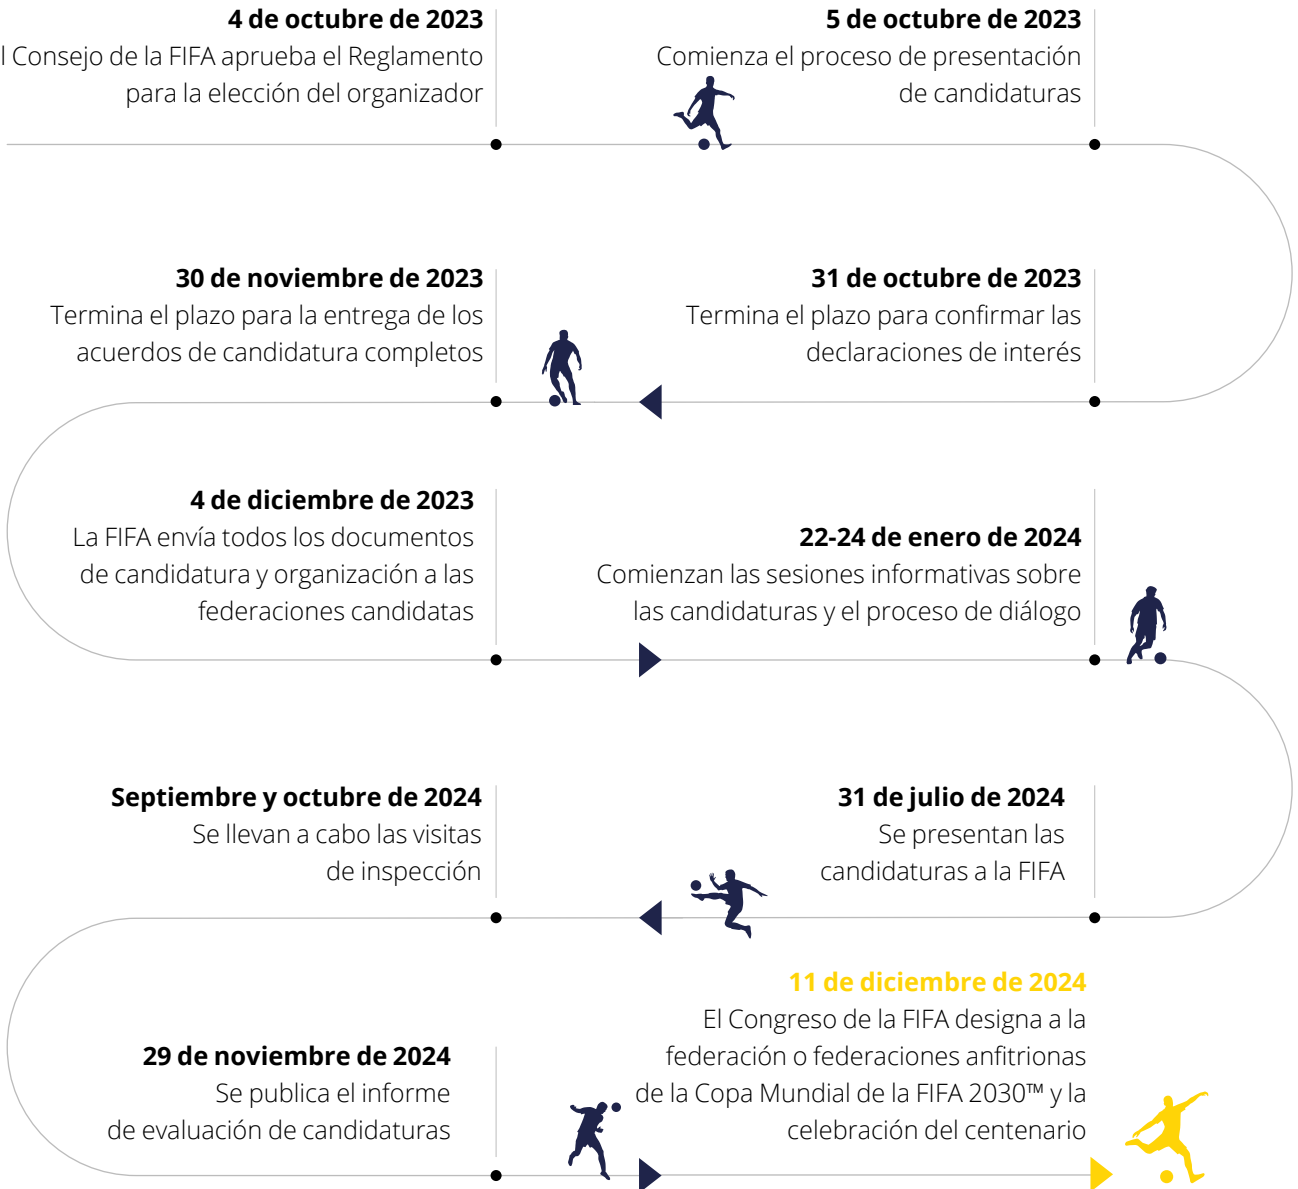 4 de octubre de 2023
l Consejo de la FIFA aprueba el Reglamento
para la elección del organizador
5 de octubre de 2023
Comienza el proceso de presentación
de candidaturas
31 de octubre de 2023
Termina el plazo para confirmar las
declaraciones de interés
30 de noviembre de 2023
Termina el plazo para la entrega de los
acuerdos de candidatura completos
4 de diciembre de 2023
La FIFA envía todos los documentos
de candidatura y organización a las
federaciones candidatas
22-24 de enero de 2024
Comienzan las sesiones informativas sobre
las candidaturas y el proceso de diálogo
31 de julio de 2024
Se presentan las
candidaturas a la FIFA
Septiembre y octubre de 2024
Se llevan a cabo las visitas
de inspección
29 de noviembre de 2024
Se publica el informe
de evaluación de candidaturas
11 de diciembre de 2024
El Congreso de la FIFA designa a la
federación o federaciones anfitrionas
de la Copa Mundial de la FIFA 2030™ y la
celebración del centenario